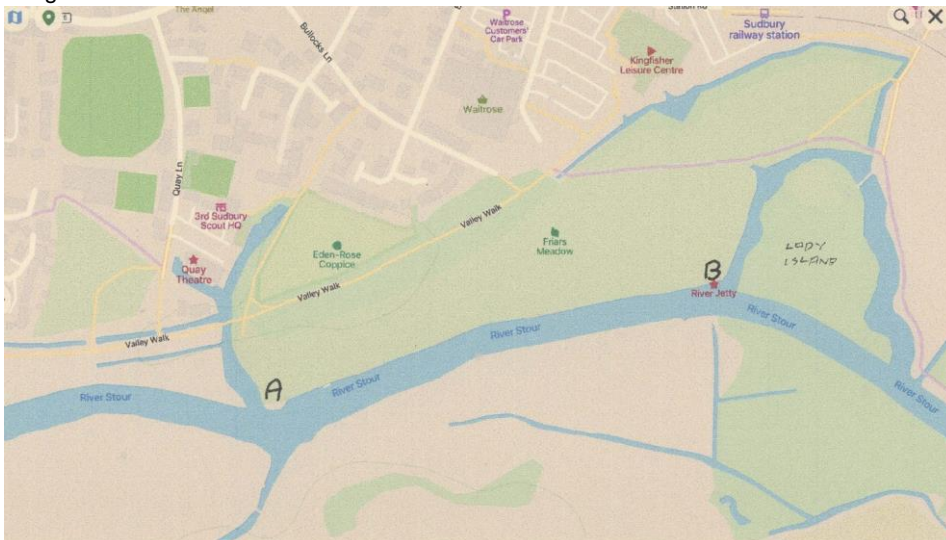 The Angel
Bullocks Ln
P
Waitrose
Customers'
Car Park
Station Rd
Sudbury
railway station
Kingfisher
Leisure Centre
Waitrose
Quay Ln
3rd Sudbury
Scout HQ
Quay
Theatre
Eden-Rose
Coppice
Valley Walk
Friars
Meadow
LADY
ISLAND
B
River Jetty
Valley Walk
Valley Walk
A
River Stour
River Stour
River Stour
River Stour
River Stour